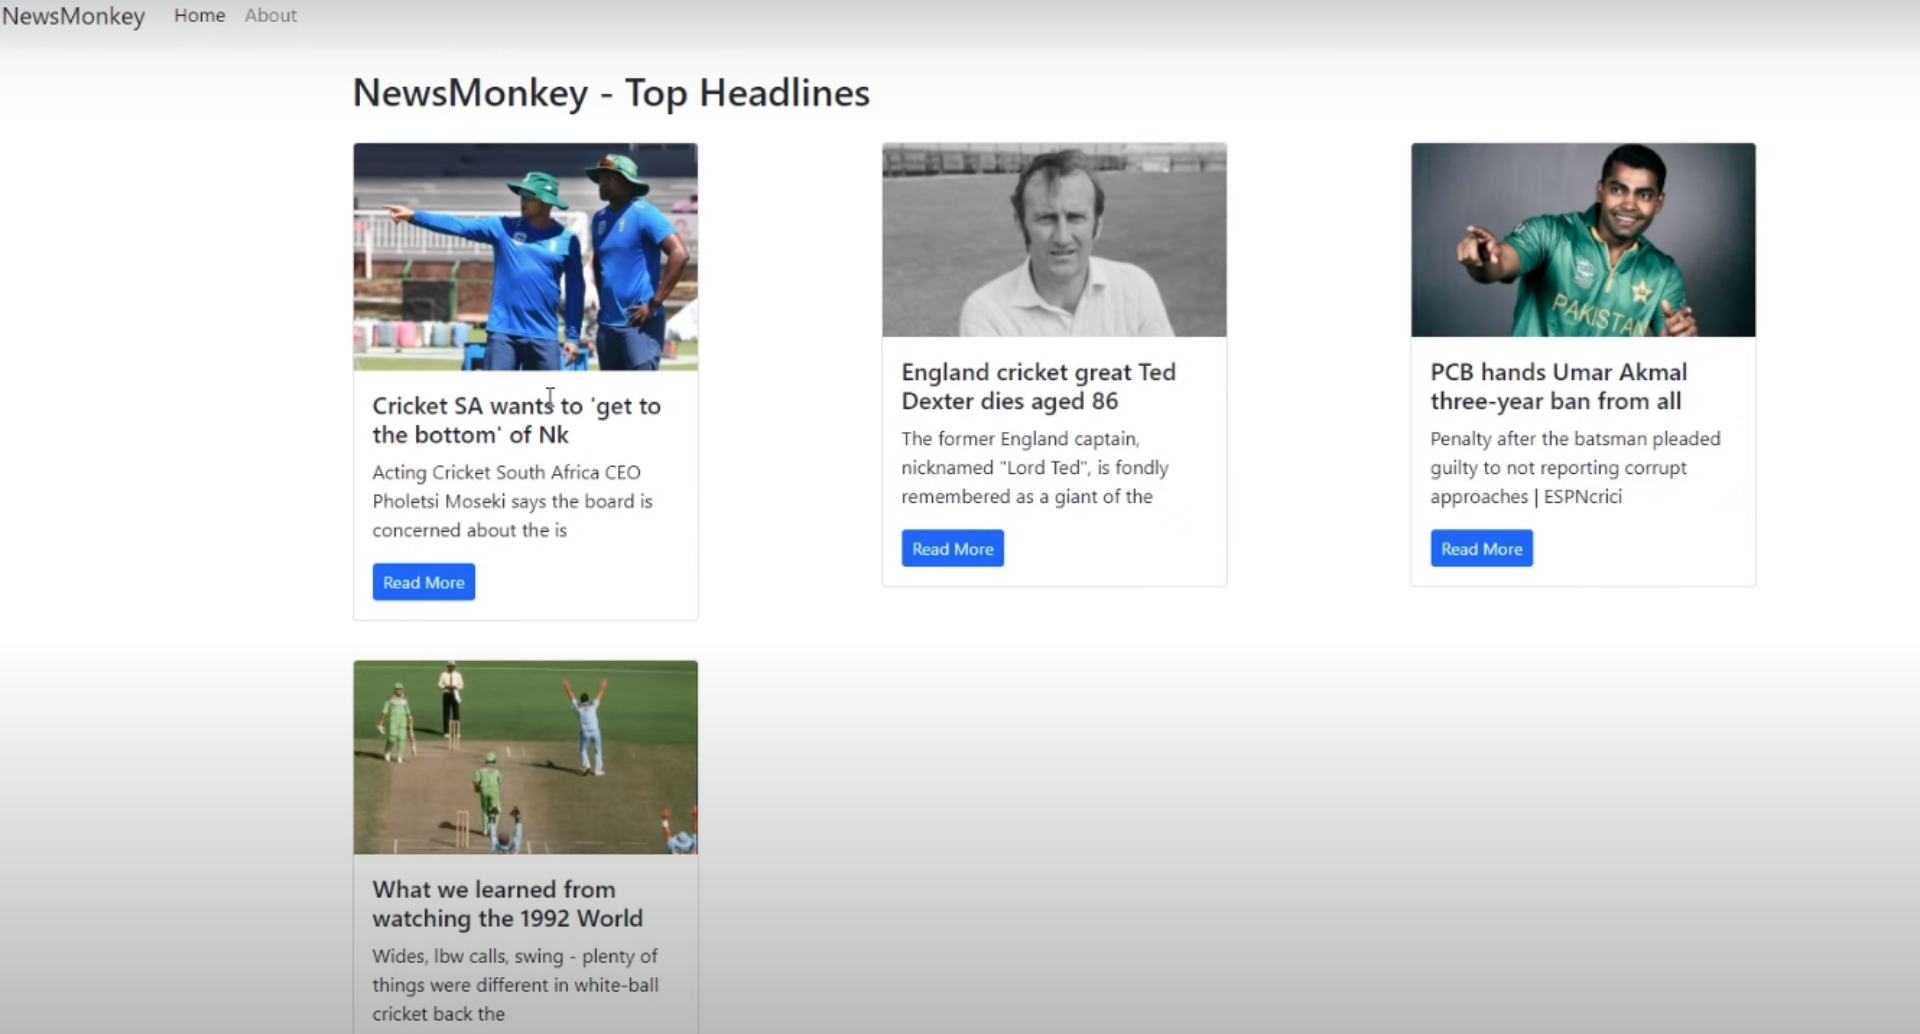 NewsMonkey Home About
NewsMonkey - Top Headlines
Cricket SA wants to 'get to
the bottom' of Nk
Acting Cricket South Africa CEO
Pholetsi Moseki says the board is
concerned about the is
Read More
England cricket great Ted
Dexter dies aged 86
The former England captain,
nicknamed "Lord Ted", is fondly
remembered as a giant of the
Read More
PAKISTAN
PCB hands Umar Akmal
three-year ban from all
Penalty after the batsman pleaded
guilty to not reporting corrupt
approaches | ESPNcrici
Read More
What we learned from
watching the 1992 World
Wides, lbw calls, swing - plenty of
things were different in white-ball
cricket back the